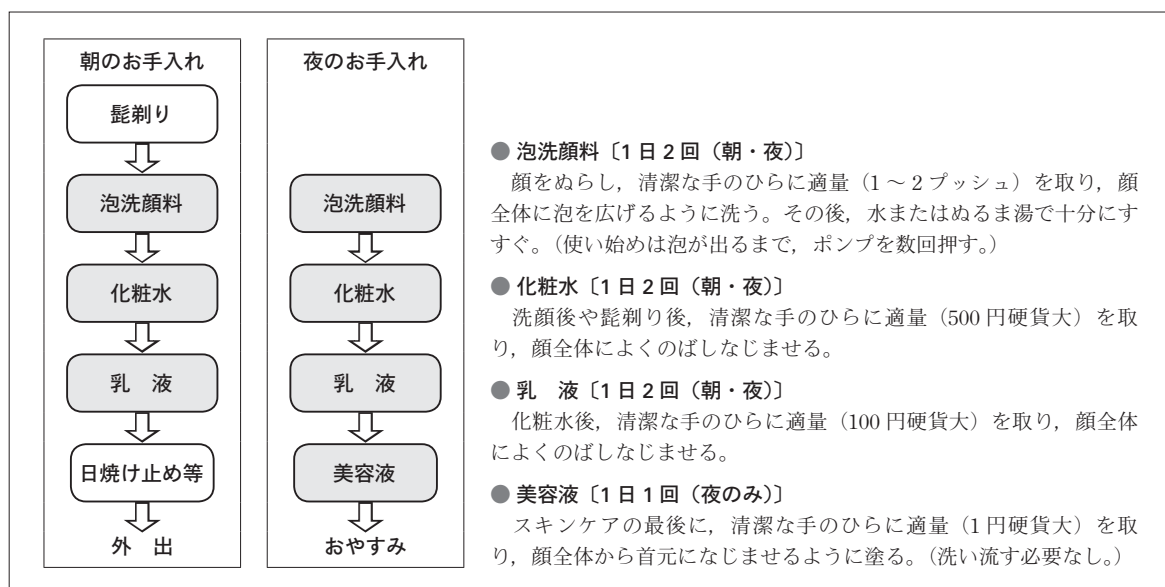 朝のお手入れ
髭剃り
泡洗顔料
化粧水
乳　液
日焼け止め等
外　出
夜のお手入れ
泡洗顔料
化粧水
乳　液
美容液
おやすみ
● 泡洗顔料〔1日2回（朝・夜）〕
　顔をぬらし，清潔な手のひらに適量（1～2プッシュ）を取り，顔
全体に泡を広げるように洗う。その後，水またはぬるま湯で十分にす
すぐ。（使い始めは泡が出るまで，ポンプを数回押す。）
● 化粧水〔1日2回（朝・夜）〕
　洗顔後や髭剃り後，清潔な手のひらに適量（500円硬貨大）を取
り，顔全体によくのばしなじませる。
● 乳　液〔1日2回（朝・夜）〕
　化粧水後，清潔な手のひらに適量（100円硬貨大）を取り，顔全体
によくのばしなじませる。
● 美容液〔1日1回（夜のみ）〕
　スキンケアの最後に，清潔な手のひらに適量（1円硬貨大）を取
り，顔全体から首元になじませるように塗る。（洗い流す必要なし。）